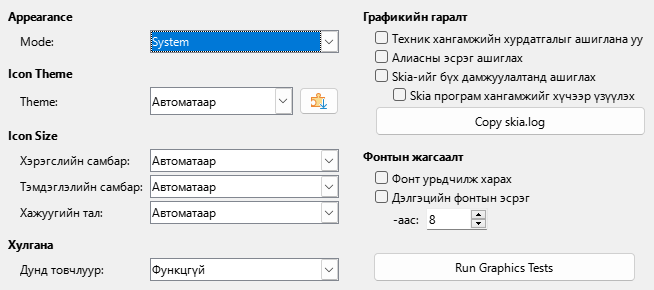 Appearance
Mode: System
Icon Theme
Theme: Автоматаар
Icon Size
Хэрэгслийн самбар: Автоматаар
Тэмдэглэлийн самбар: Автоматаар
Хажуугийн тал: Автоматаар
Хулгана
Дунд товчлуур: Функцгүй
Графикийн гаралт
Техник хангамжийн хурдатгалыг ашиглана уу
Алиасны эсрэг ашиглах
Skia-ийг бүх дамжуулалтанд ашиглах
Skia програм хангамжийг хүчээр үзүүлэх
Copy skia.log
Фонтын жагсаалт
Фонт урьдчилж харах
Дэлгэцийн фонтын эсрэг
-аас: 8
Run Graphics Tests